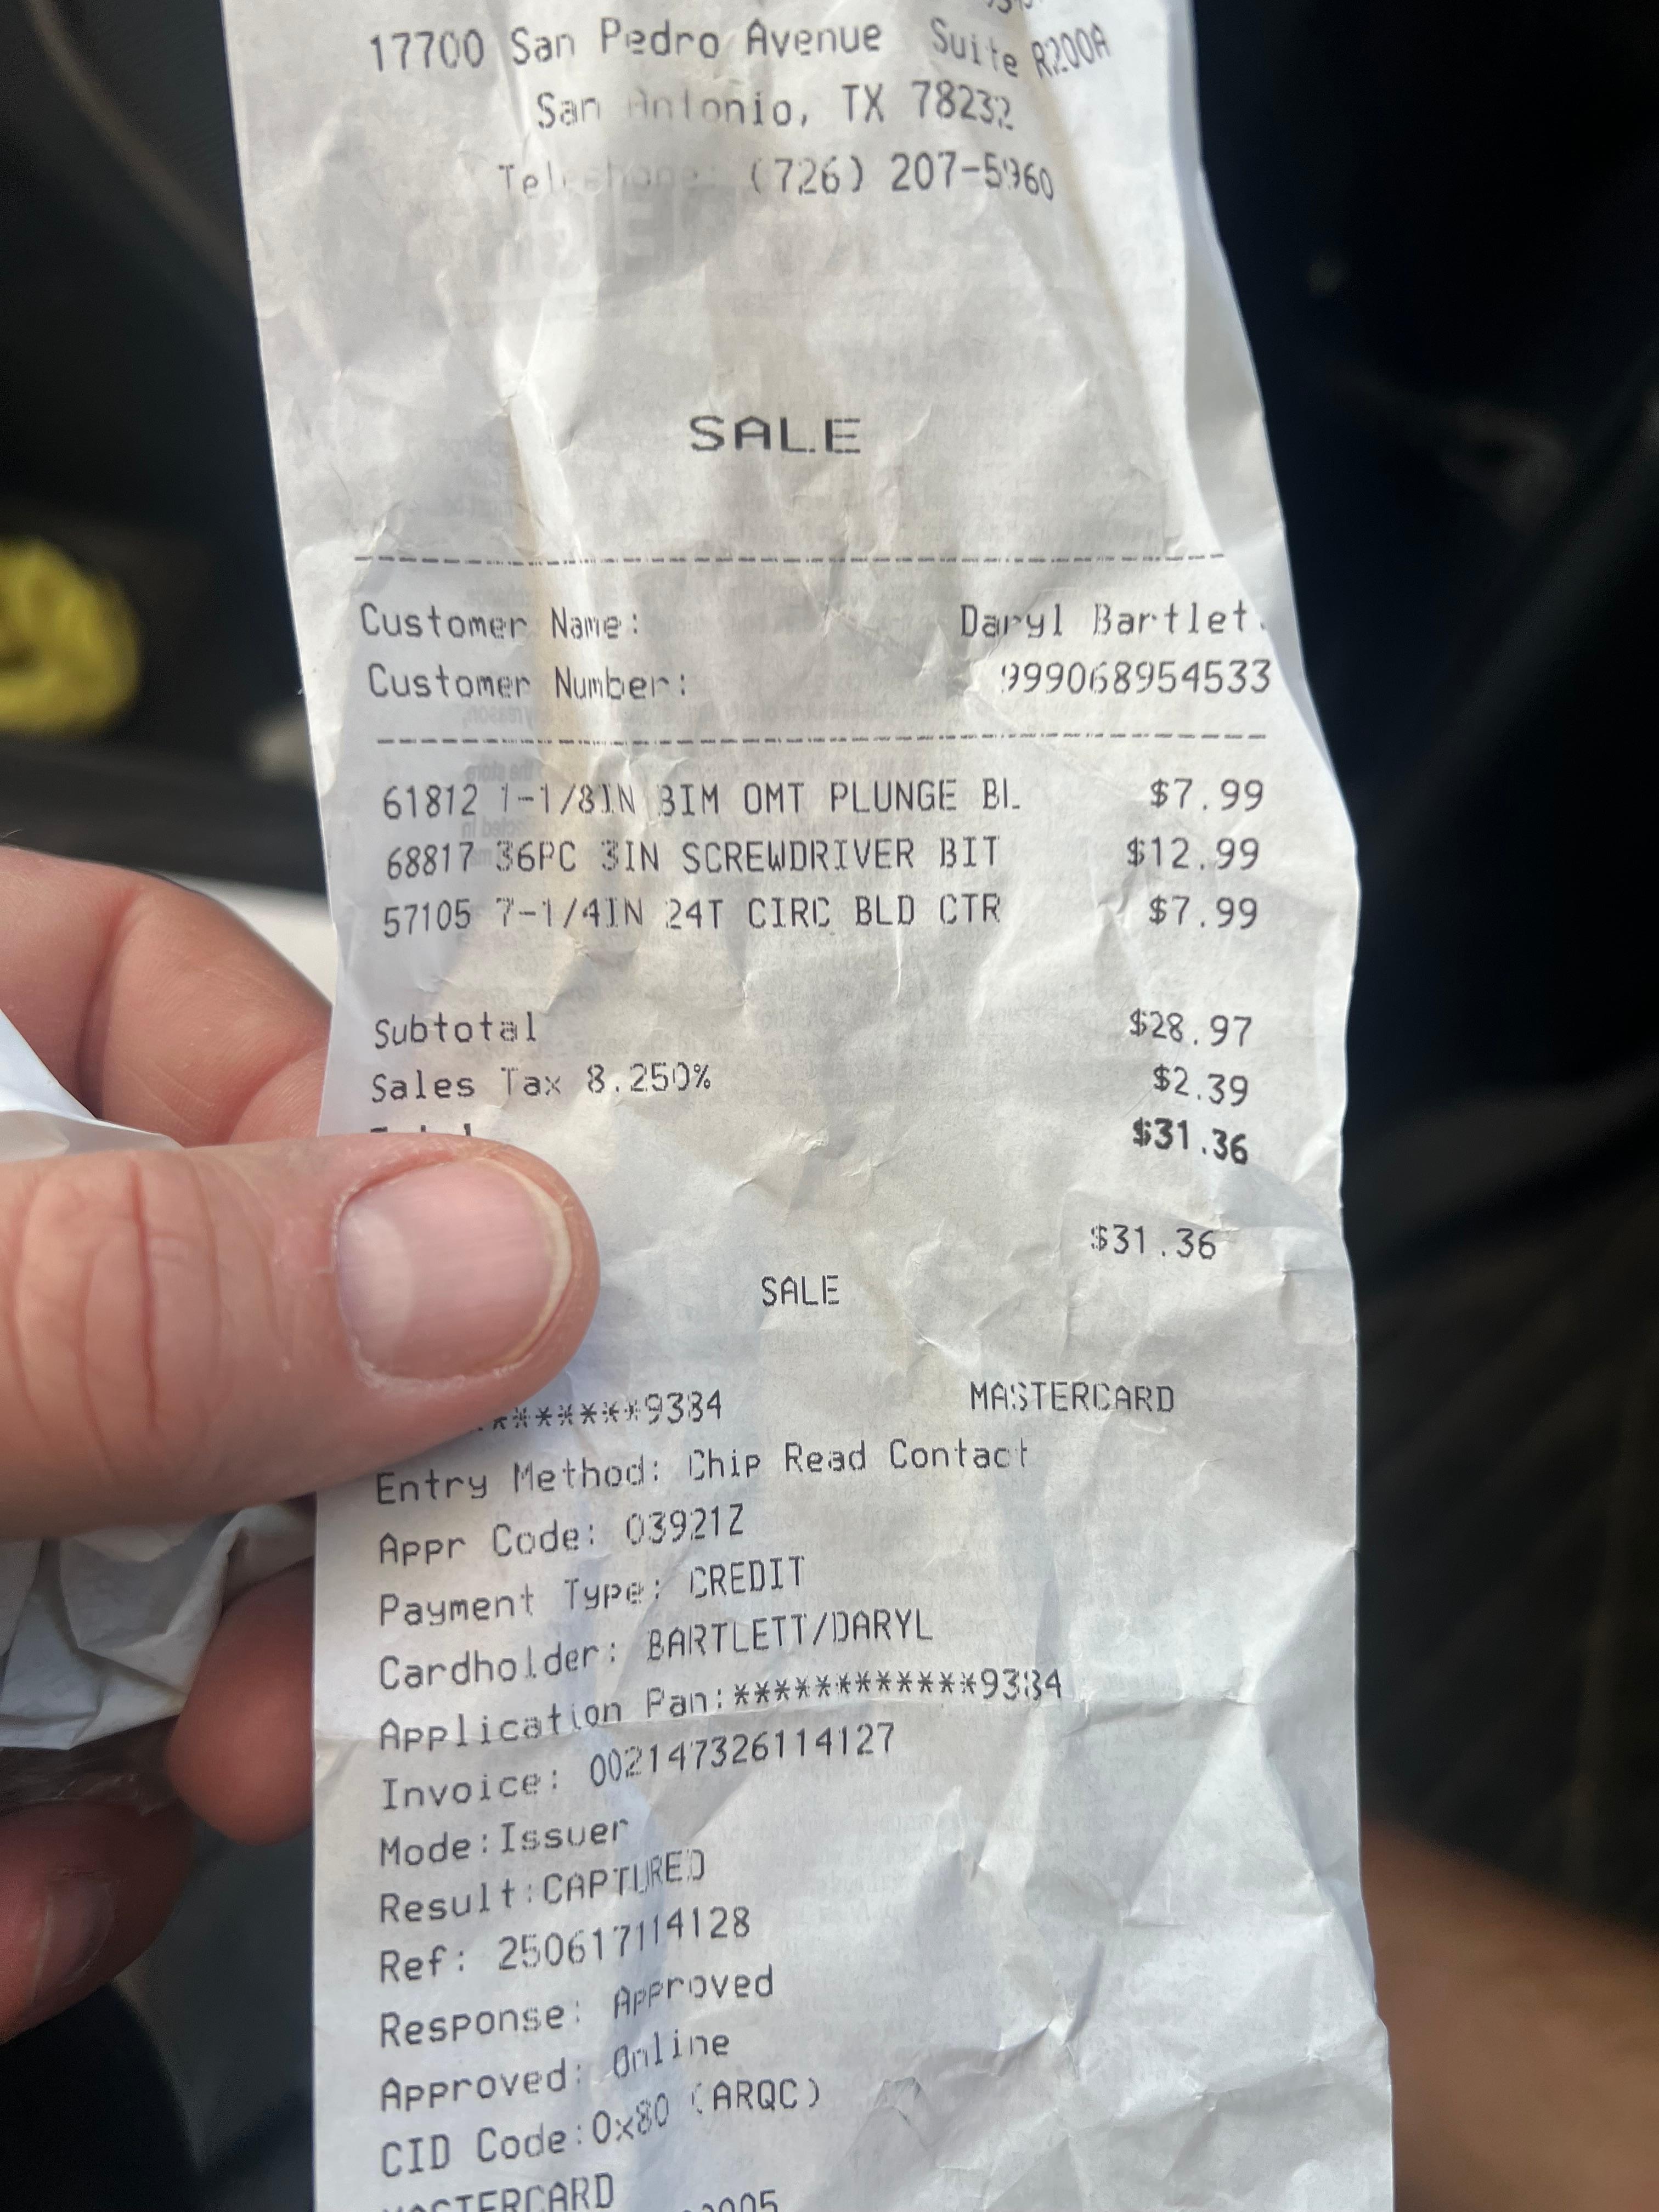 17700 San Pedro Avenue Suite R200A
San Antonio, TX 78232
Telephone: (726) 207-5960
SALE
Customer Name: Daryl Bartlet
Customer Number: 999068954533
61812 1-1/8IN BIM OMT PLUNGE BL $7.99
68817 36PC 3IN SCREWDRIVER BIT $12.99
57105 7-1/4IN 24T CIRC BLD CTR $7.99
Subtotal $28.97
Sales Tax 8.250% $2.39
Total $31.36
$31.36
SALE
*******9384 MASTERCARD
Entry Method: Chip Read Contact
Appr Code: 03921Z
Payment Type: CREDIT
Cardholder: BARTLETT/DARYL
Application Pan:************9384
Invoice: 002147326114127
Mode:Issuer
Result:CAPTURED
Ref: 250617114128
Response: Approved
Approved: Online
CID Code:0x80 (ARQC)
MASTERCARD